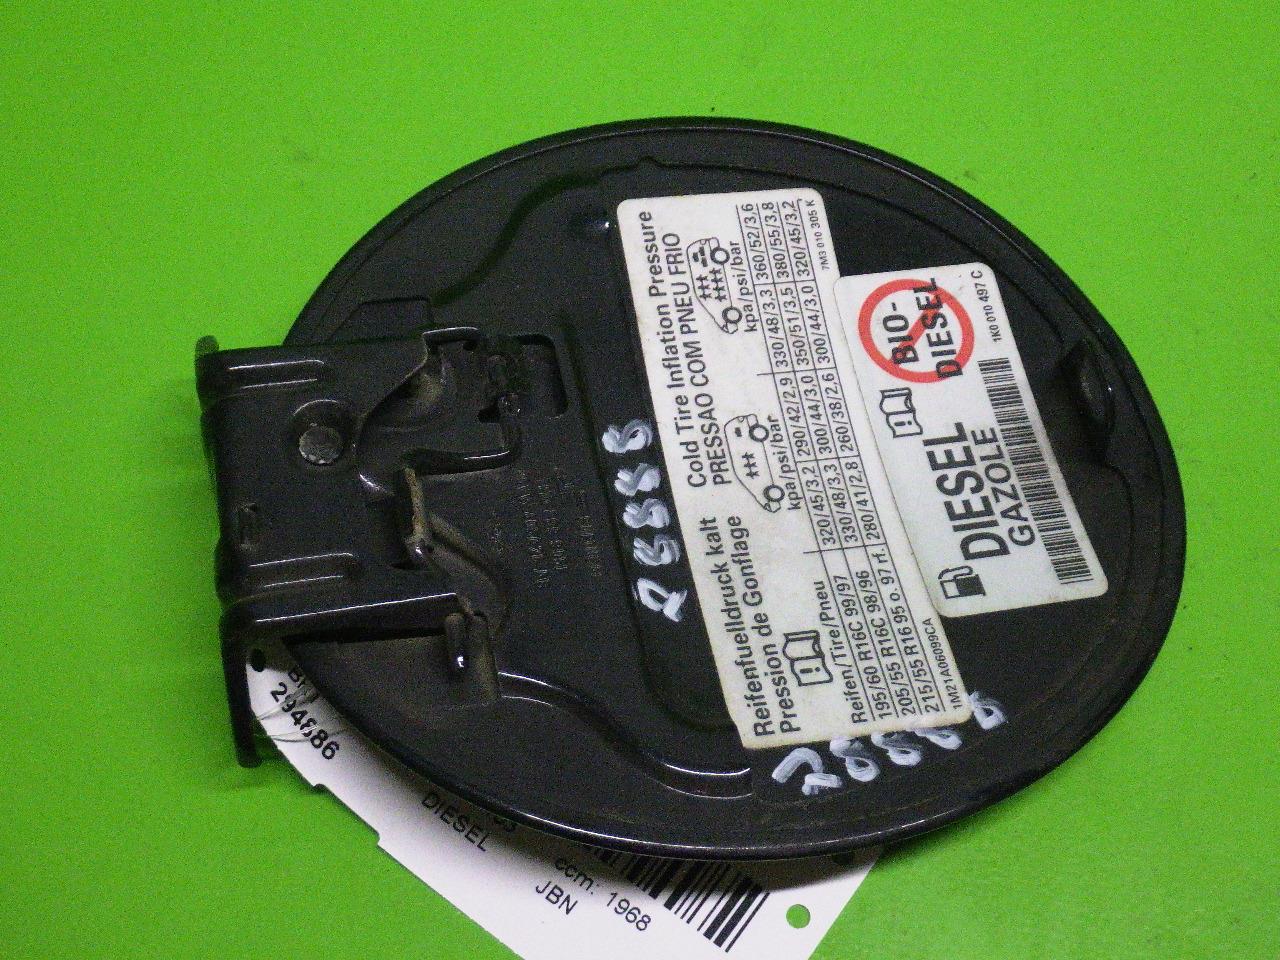 Reifenfuelldruck kalt Cold Tire Inflation Pressure
Pression de Gonflage PRESSAO COM PNEU FRIO
kpa/psi/bar kpa/psi/bar
Reifen/Tire/Pneu
195/60 R16C 99/97 320/45/3,2 290/42/2,9 330/48/3,3 360/52/3,6
205/55 R16C 98/96 330/48/3,3 300/44/3,0 350/51/3,5 380/55/3,8
215/55 R16 95 o. 97 rf. 280/41/2,8 260/38/2,6 300/44/3,0 320/45/3,2
1M21A06099CA 7M3 010 305 K
DIESEL
GAZOLE
BIO-
DIESEL
1K0 010 497 C
28888
294886
DIESEL
ccm: 1968
JBN